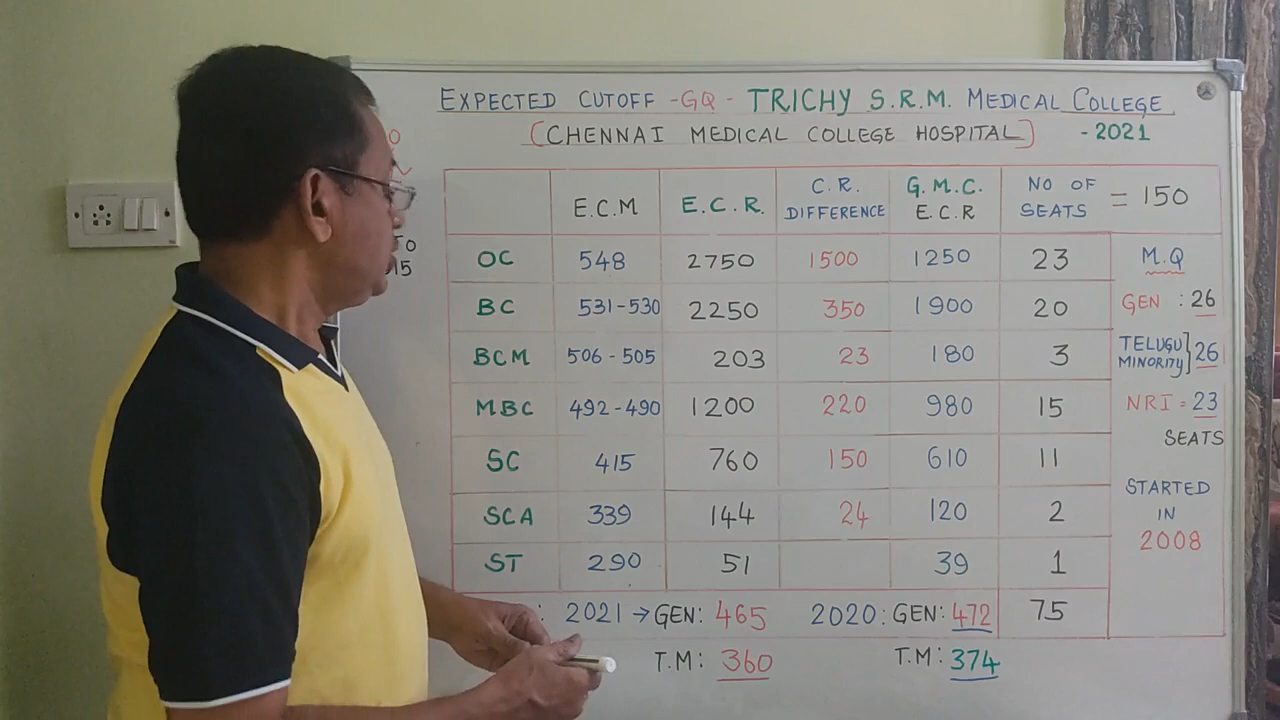 EXPECTED CUTOFF -GQ- TRICHY S.R.M. MEDICAL COLLEGE
[CHENNAI MEDICAL COLLEGE HOSPITAL] - 2021
E.C.M E.C.R. C.R. DIFFERENCE G.M.C. E.C.R NO OF SEATS = 150
OC 548 2750 1500 1250 23
BC 531-530 2250 350 1900 20
BCM 506-505 203 23 180 3
MBC 492-490 1200 220 980 15
SC 415 760 150 610 11
SCA 339 144 24 120 2
ST 290 51 39 1
: 2021 → GEN: 465 2020: GEN: 472 75
T.M: 360 T.M: 374
M.Q
GEN : 26
TELUGU MINORITY} 26
NRI = 23
SEATS
STARTED
IN
2008
15